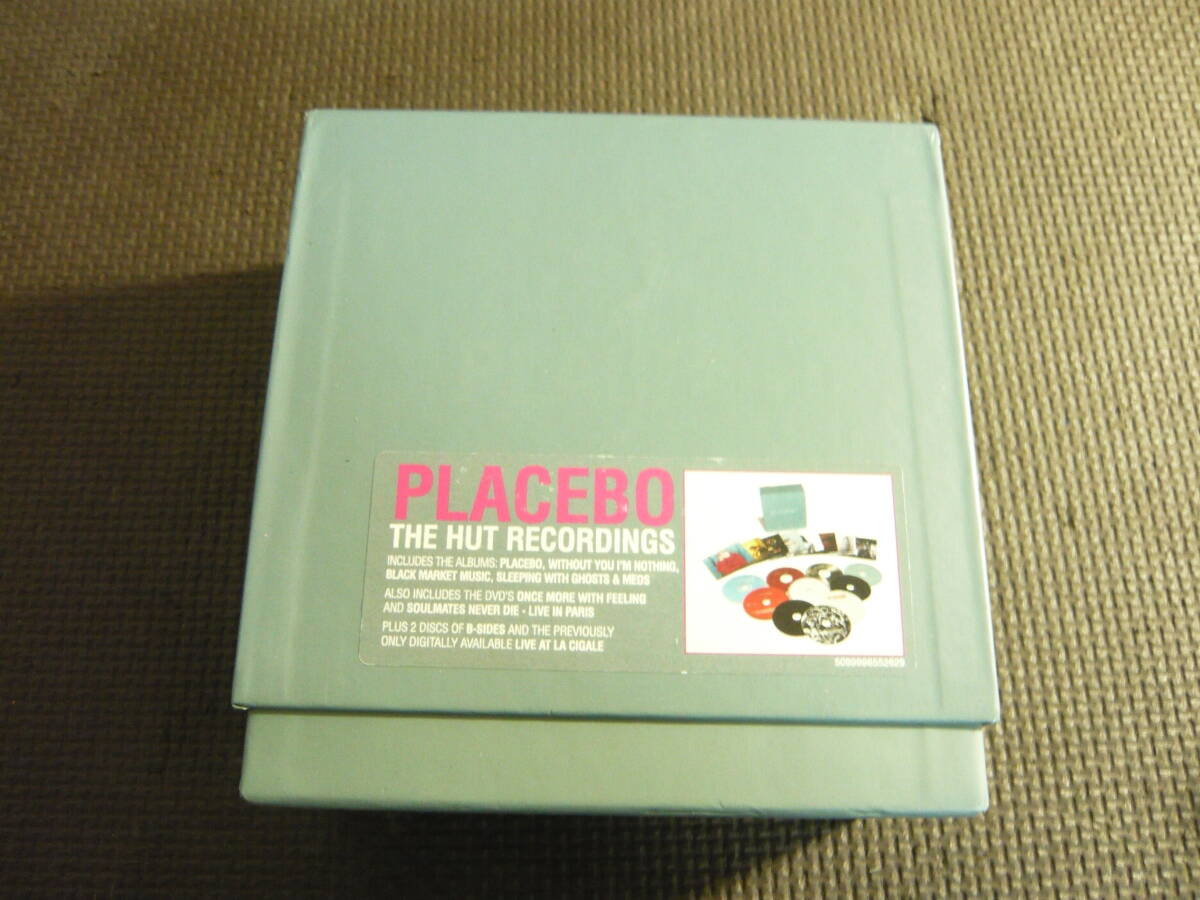 PLACEBO
THE HUT RECORDINGS
INCLUDES THE ALBUMS: PLACEBO, WITHOUT YOU I'M NOTHING,
BLACK MARKET MUSIC, SLEEPING WITH GHOSTS & MEDS
ALSO INCLUDES THE DVD'S ONCE MORE WITH FEELING
AND SOULMATES NEVER DIE - LIVE IN PARIS
PLUS 2 DISCS OF B-SIDES AND THE PREVIOUSLY
ONLY DIGITALLY AVAILABLE LIVE AT LA CIGALE